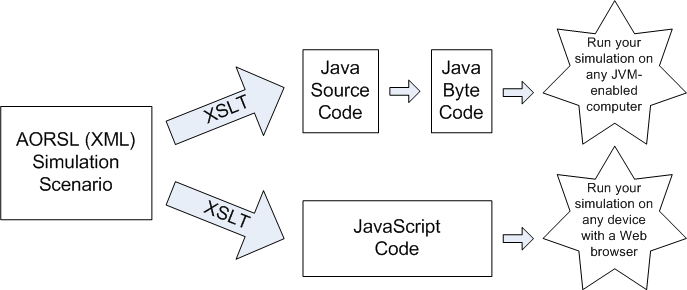 AORSL (XML)
Simulation
Scenario
XSLT
Java
Source
Code
Java
Byte
Code
Run your
simulation on
any JVM-
enabled
computer
XSLT
JavaScript
Code
Run your
simulation on
any device
with a Web
browser